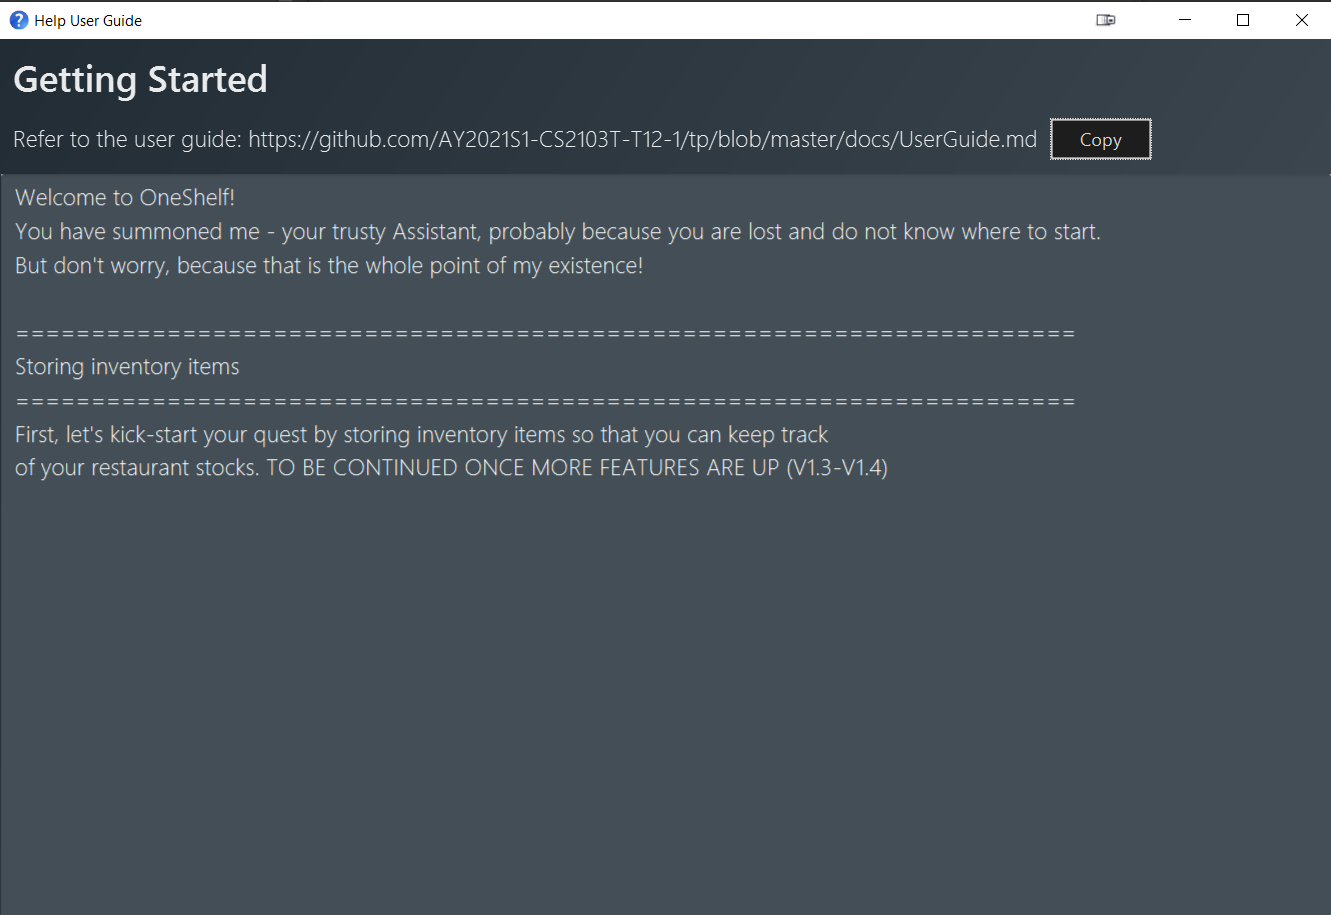 Help User Guide
Getting Started
Refer to the user guide: https://github.com/AY2021S1-CS2103T-T12-1/tp/blob/master/docs/UserGuide.md Copy
Welcome to OneShelf!
You have summoned me - your trusty Assistant, probably because you are lost and do not know where to start.
But don't worry, because that is the whole point of my existence!
======================================================================
Storing inventory items
======================================================================
First, let's kick-start your quest by storing inventory items so that you can keep track
of your restaurant stocks. TO BE CONTINUED ONCE MORE FEATURES ARE UP (V1.3-V1.4)